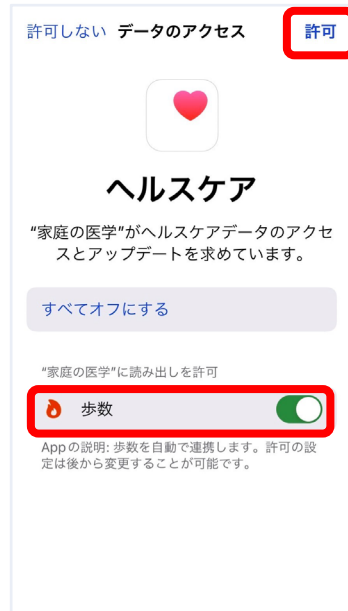 許可しない データのアクセス 許可
ヘルスケア
“家庭の医学”がヘルスケアデータのアクセ
スとアップデートを求めています。
すべてオフにする
“家庭の医学”に読み出しを許可
歩数
Appの説明: 歩数を自動で連携します。許可の設
定は後から変更することが可能です。